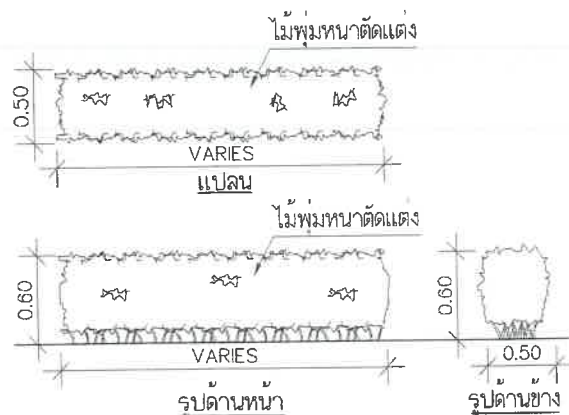 ไม้พุ่มหนาตัดแต่ง
0.50
VARIES
แปลน
ไม้พุ่มหนาตัดแต่ง
0.60
VARIES
รูปด้านหน้า
0.60
0.50
รูปด้านข้าง